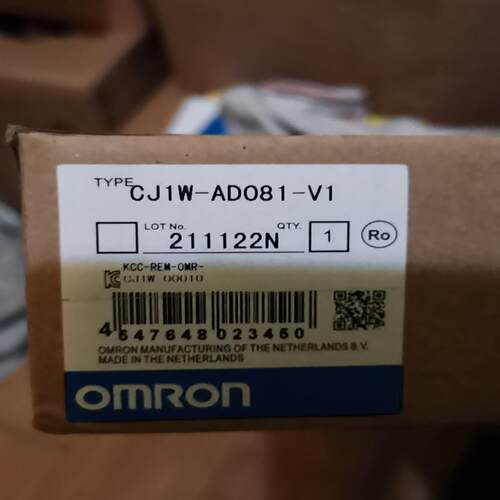 TYPE CJ1W-AD081-V1
LOT No. 211122N QTY. 1 Ro
KCC-REM-OMR-
CJ1W 00010
4 547648 023450
OMRON MANUFACTURING OF THE NETHERLANDS B.V.
MADE IN THE NETHERLANDS
OMRON